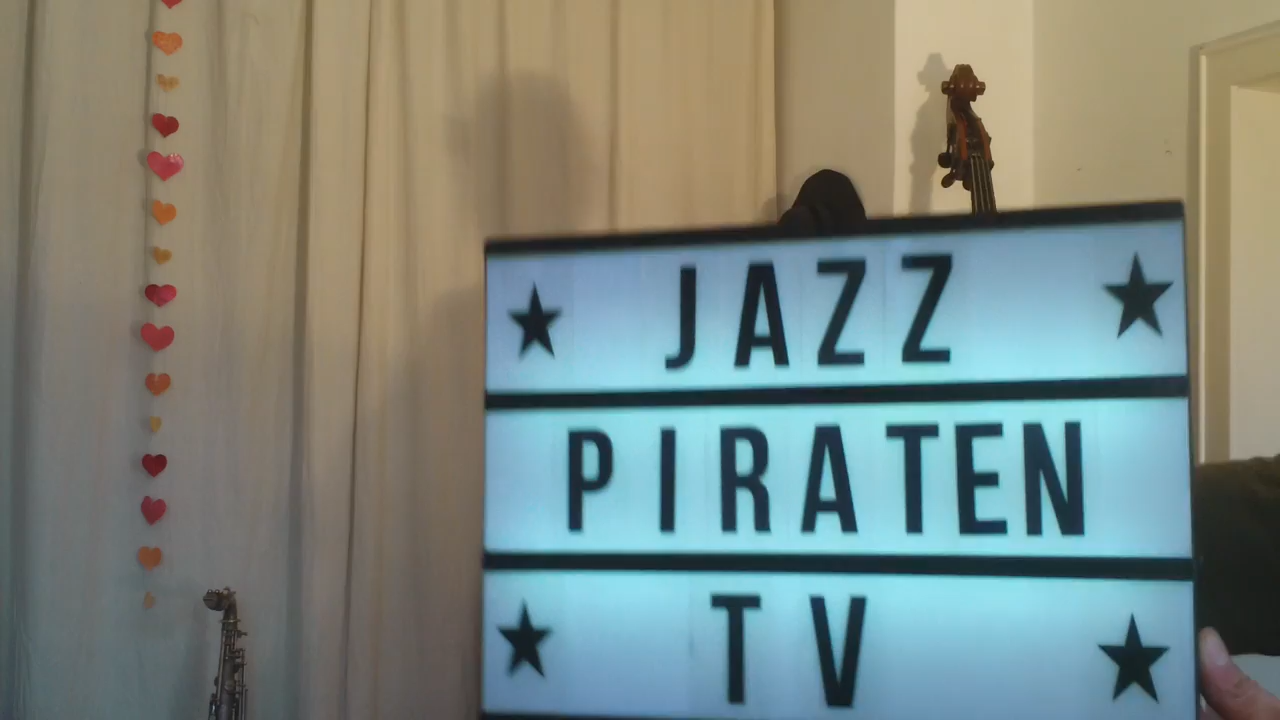 ★ JAZZ ★
PIRATEN
★ TV ★